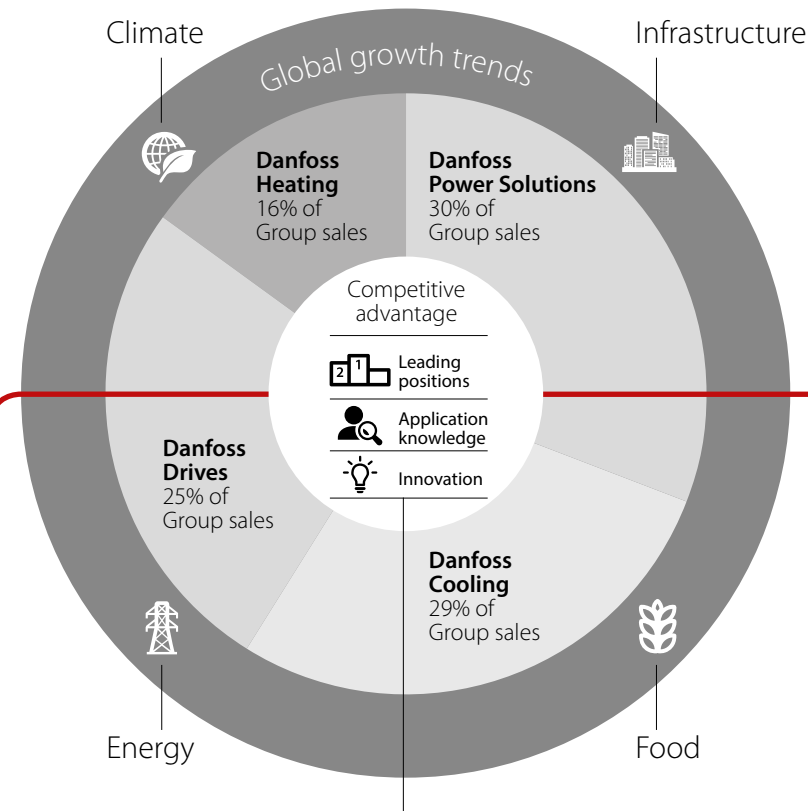 Climate
Infrastructure
Global growth trends
Danfoss
Heating
16% of
Group sales
Danfoss
Power Solutions
30% of
Group sales
Competitive
advantage
2 1
Leading
positions
Application
knowledge
Innovation
Danfoss
Drives
25% of
Group sales
Danfoss
Cooling
29% of
Group sales
Energy
Food